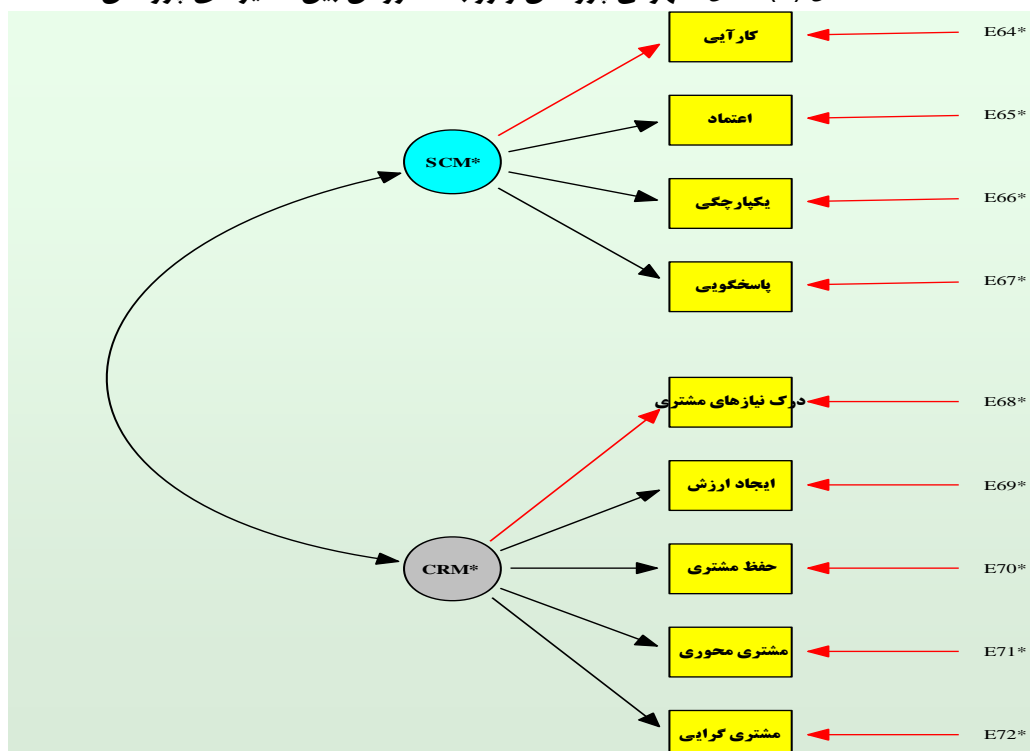 کارآیی
E64*
اعتماد
E65*
SCM*
یکپارچگی
E66*
پاسخگویی
E67*
درک نیازهای مشتری
E68*
ایجاد ارزش
E69*
CRM*
حفظ مشتری
E70*
مشتری محوری
E71*
مشتری گرایی
E72*